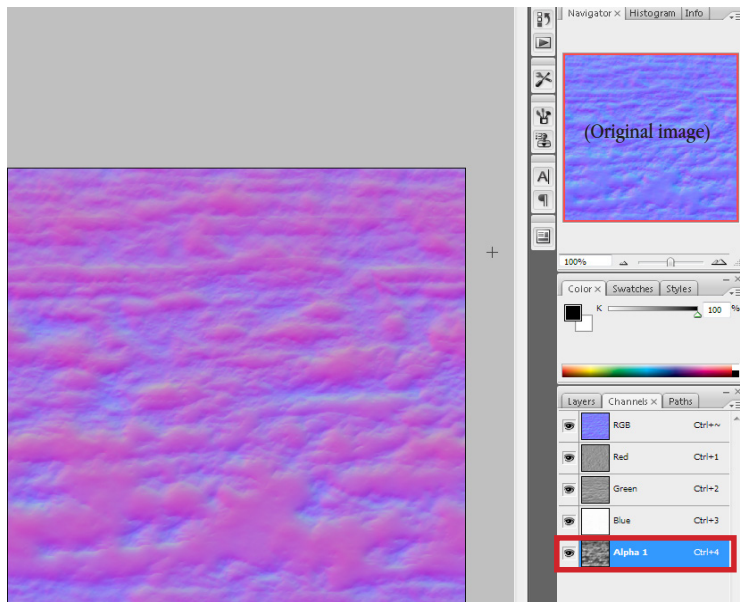 Navigator × Histogram Info
(Original image)
100%
Color × Swatches Styles
K 100 %
Layers Channels × Paths
RGB Ctrl+~
Red Ctrl+1
Green Ctrl+2
Blue Ctrl+3
Alpha 1 Ctrl+4